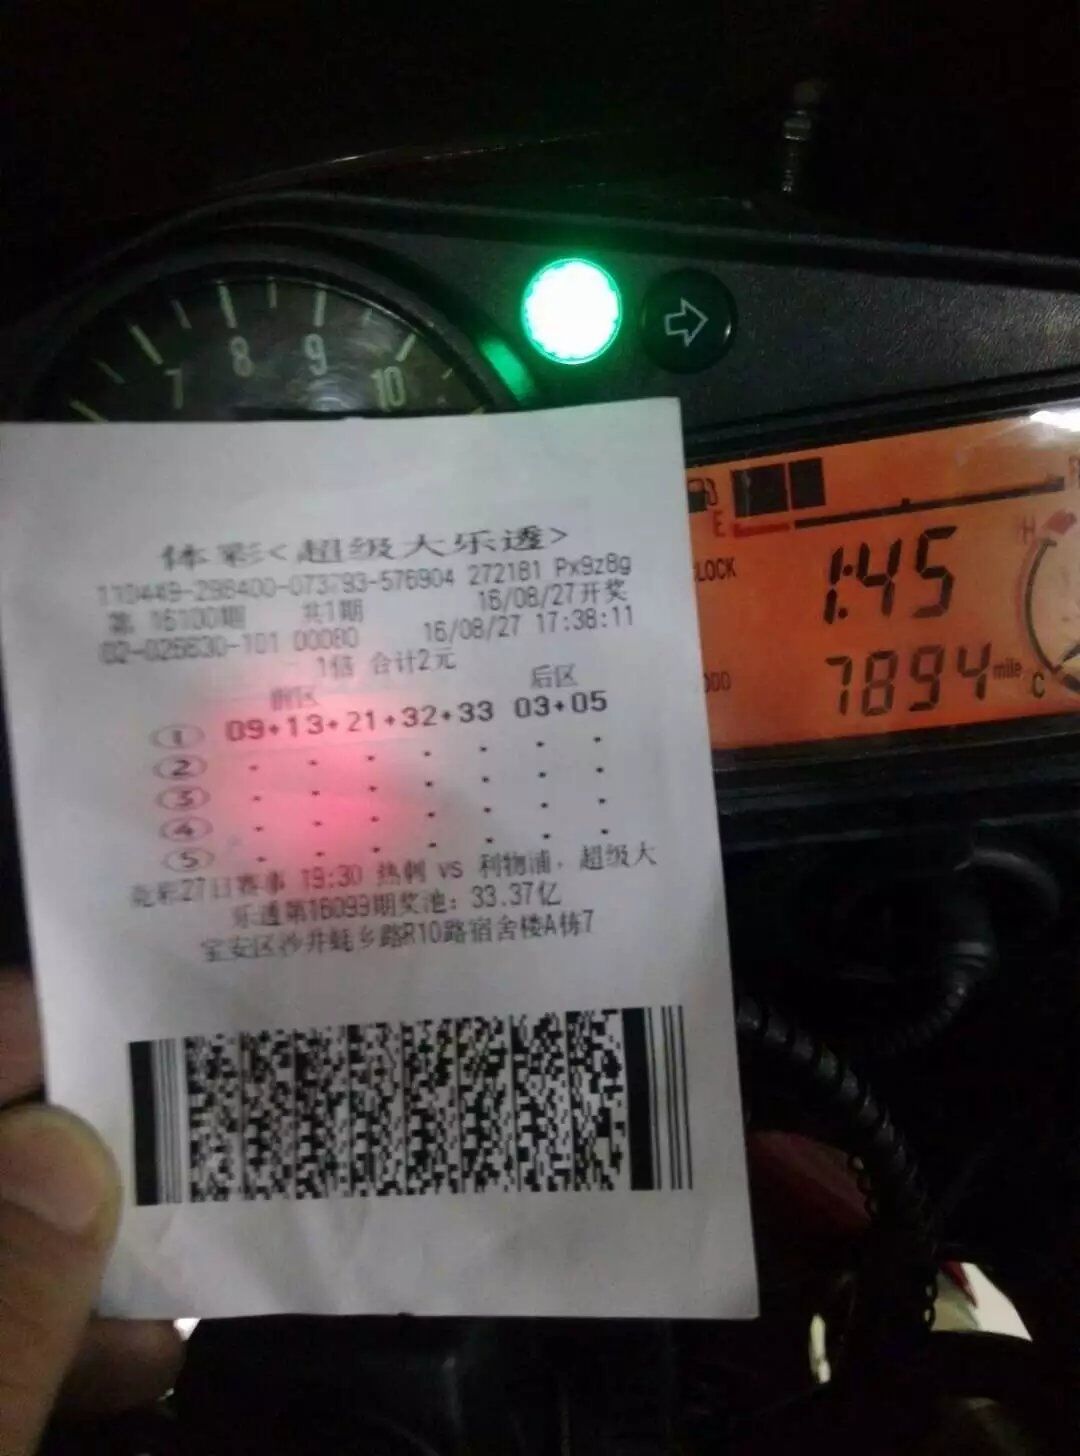 7 8 9 10
E
H
CLOCK 1:45
7894 mile
C
体彩<超级大乐透>
110449-298400-073793-576904 272181 Px9z8g
第 16100期 共1期 16/08/27开奖
02-026630-101 00080 16/08/27 17:38:11
1倍 合计2元
前区 后区
① 09+13+21+32+33 03+05
②
③
④
⑤
竞彩27日赛事 19:30 热刺 VS 利物浦，超级大
乐透第16099期奖池：33.37亿
宝安区沙井蚝乡路R10路宿舍楼A栋7